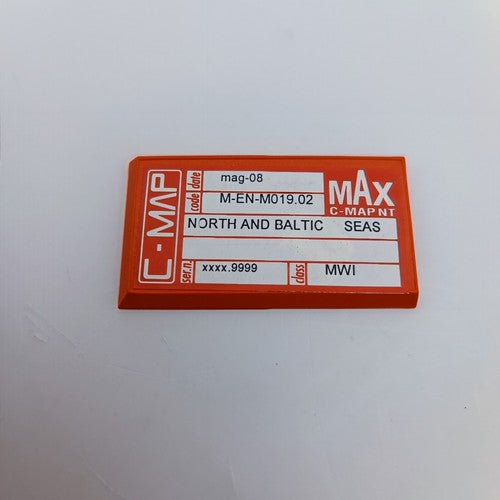 C-MAP
date mag-08
code M-EN-M019.02
MAX
C-MAP NT
NORTH AND BALTIC SEAS
ser.n. xxxx.9999
class MWI